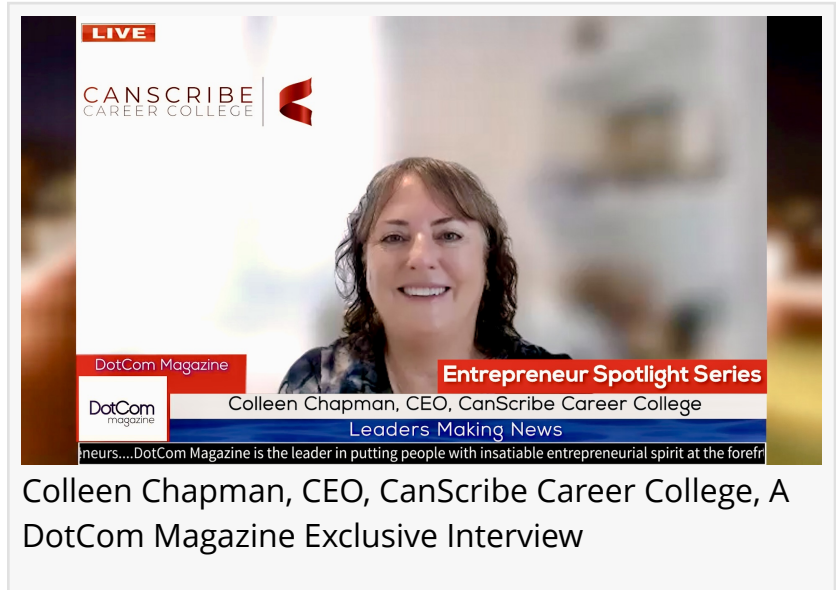 LIVE
CANSCRIBE
CAREER COLLEGE
DotCom Magazine
Entrepreneur Spotlight Series
DotCom
magazine
Colleen Chapman, CEO, CanScribe Career College
Leaders Making News
neurs....DotCom Magazine is the leader in putting people with insatiable entrepreneurial spirit at the forefr
Colleen Chapman, CEO, CanScribe Career College, A
DotCom Magazine Exclusive Interview